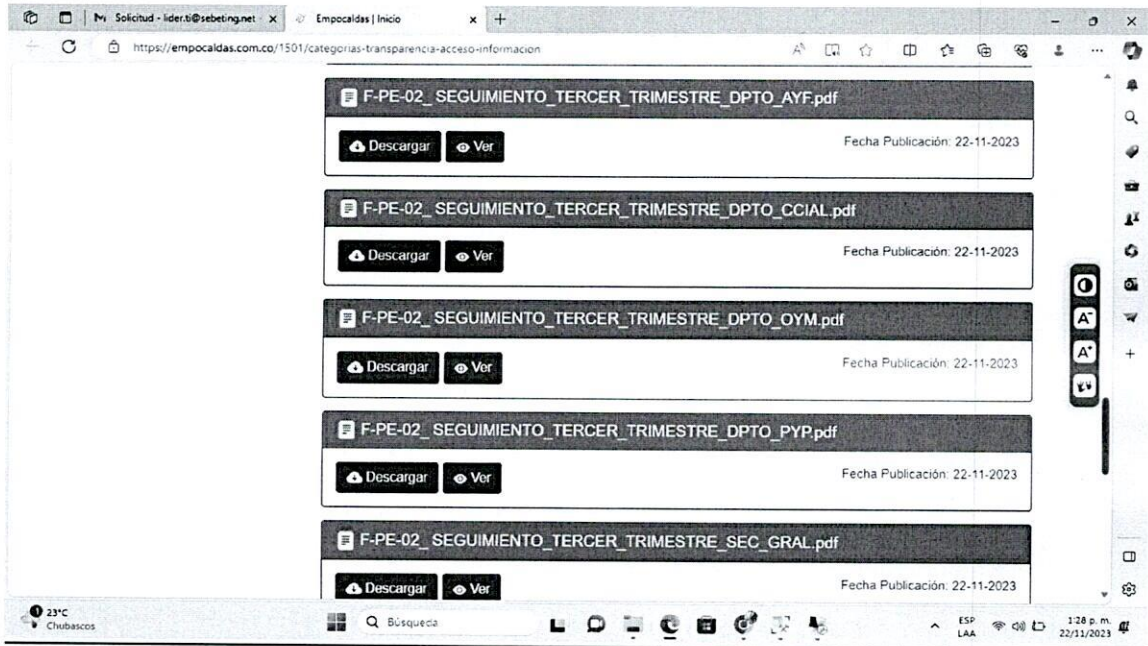 Solicitud - lider.ti@sebeting.net
Empocaldas | Inicio
https://empocaldas.com.co/1501/categorias-transparencia-acceso-informacion
F-PE-02_ SEGUIMIENTO_TERCER_TRIMESTRE_DPTO_AYF.pdf
Descargar Ver Fecha Publicación: 22-11-2023
F-PE-02_ SEGUIMIENTO_TERCER_TRIMESTRE_DPTO_CCIAL.pdf
Descargar Ver Fecha Publicación: 22-11-2023
F-PE-02_ SEGUIMIENTO_TERCER_TRIMESTRE_DPTO_OYM.pdf
Descargar Ver Fecha Publicación: 22-11-2023
F-PE-02_ SEGUIMIENTO_TERCER_TRIMESTRE_DPTO_PYP.pdf
Descargar Ver Fecha Publicación: 22-11-2023
F-PE-02_ SEGUIMIENTO_TERCER_TRIMESTRE_SEC_GRAL.pdf
Descargar Ver Fecha Publicación: 22-11-2023
A-
A+
1
23°C
Chubascos
Búsqueda
ESP
LAA
1:28 p. m.
22/11/2023